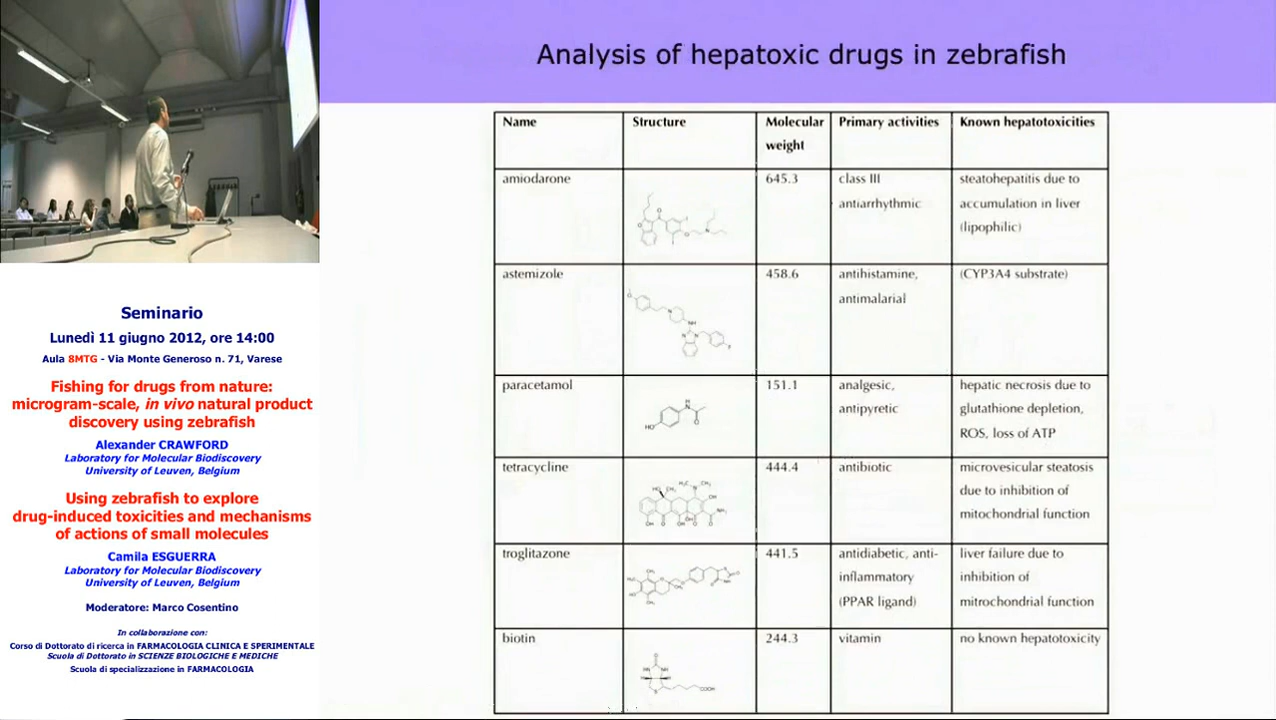 Analysis of hepatoxic drugs in zebrafish
Seminario
Lunedì 11 giugno 2012, ore 14:00
Aula 8MTG - Via Monte Generoso n. 71, Varese
Fishing for drugs from nature:
microgram-scale, in vivo natural product
discovery using zebrafish
Alexander CRAWFORD
Laboratory for Molecular Biodiscovery
University of Leuven, Belgium
Using zebrafish to explore
drug-induced toxicities and mechanisms
of actions of small molecules
Camila ESGUERRA
Laboratory for Molecular Biodiscovery
University of Leuven, Belgium
Moderatore: Marco Cosentino
In collaborazione con:
Corso di Dottorato di ricerca in FARMACOLOGIA CLINICA E SPERIMENTALE
Scuola di Dottorato in SCIENZE BIOLOGICHE E MEDICHE
Scuola di specializzazione in FARMACOLOGIA
Name Structure Molecular weight Primary activities Known hepatotoxicities
amiodarone 645.3 class III antiarrhythmic steatohepatitis due to accumulation in liver (lipophilic)
astemizole 458.6 antihistamine, antimalarial (CYP3A4 substrate)
paracetamol 151.1 analgesic, antipyretic hepatic necrosis due to glutathione depletion, ROS, loss of ATP
tetracycline 444.4 antibiotic microvesicular steatosis due to inhibition of mitochondrial function
troglitazone 441.5 antidiabetic, anti-inflammatory (PPAR ligand) liver failure due to inhibition of mitrochondrial function
biotin 244.3 vitamin no known hepatotoxicity